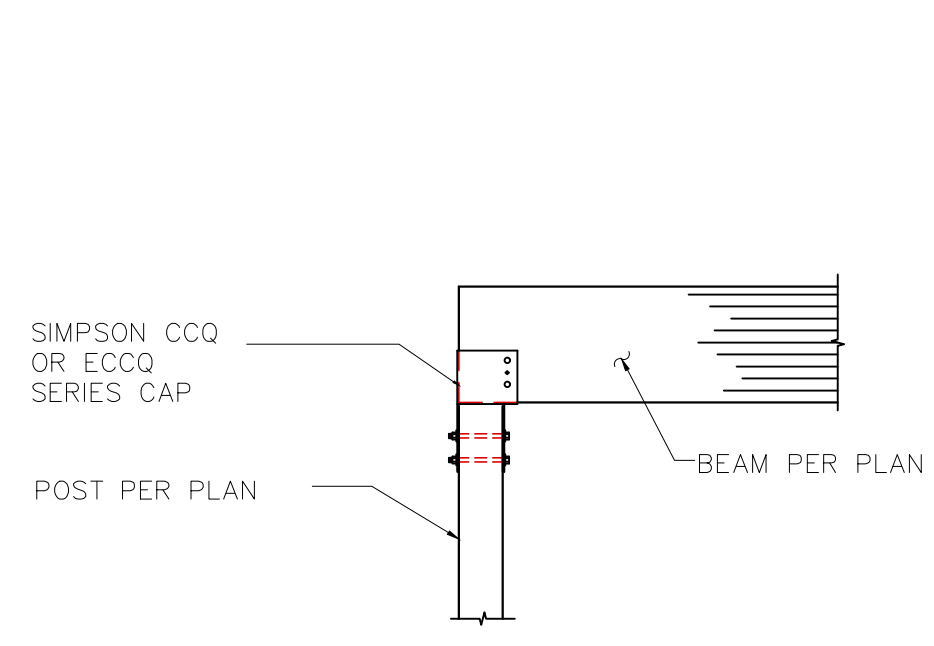 SIMPSON CCQ
OR ECCQ
SERIES CAP
BEAM PER PLAN
POST PER PLAN